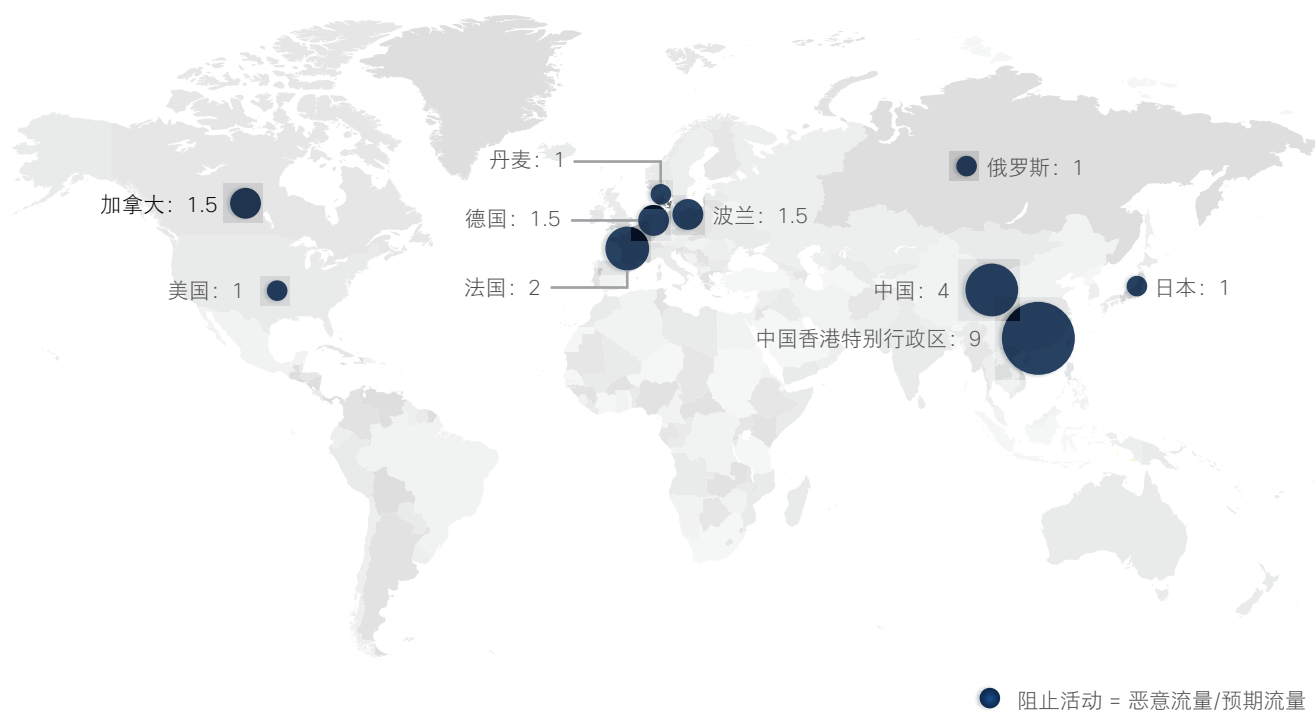 丹麦：1
俄罗斯：1
加拿大：1.5
德国：1.5
波兰：1.5
美国：1
法国：2
中国：4
日本：1
中国香港特别行政区：9
阻止活动 = 恶意流量/预期流量